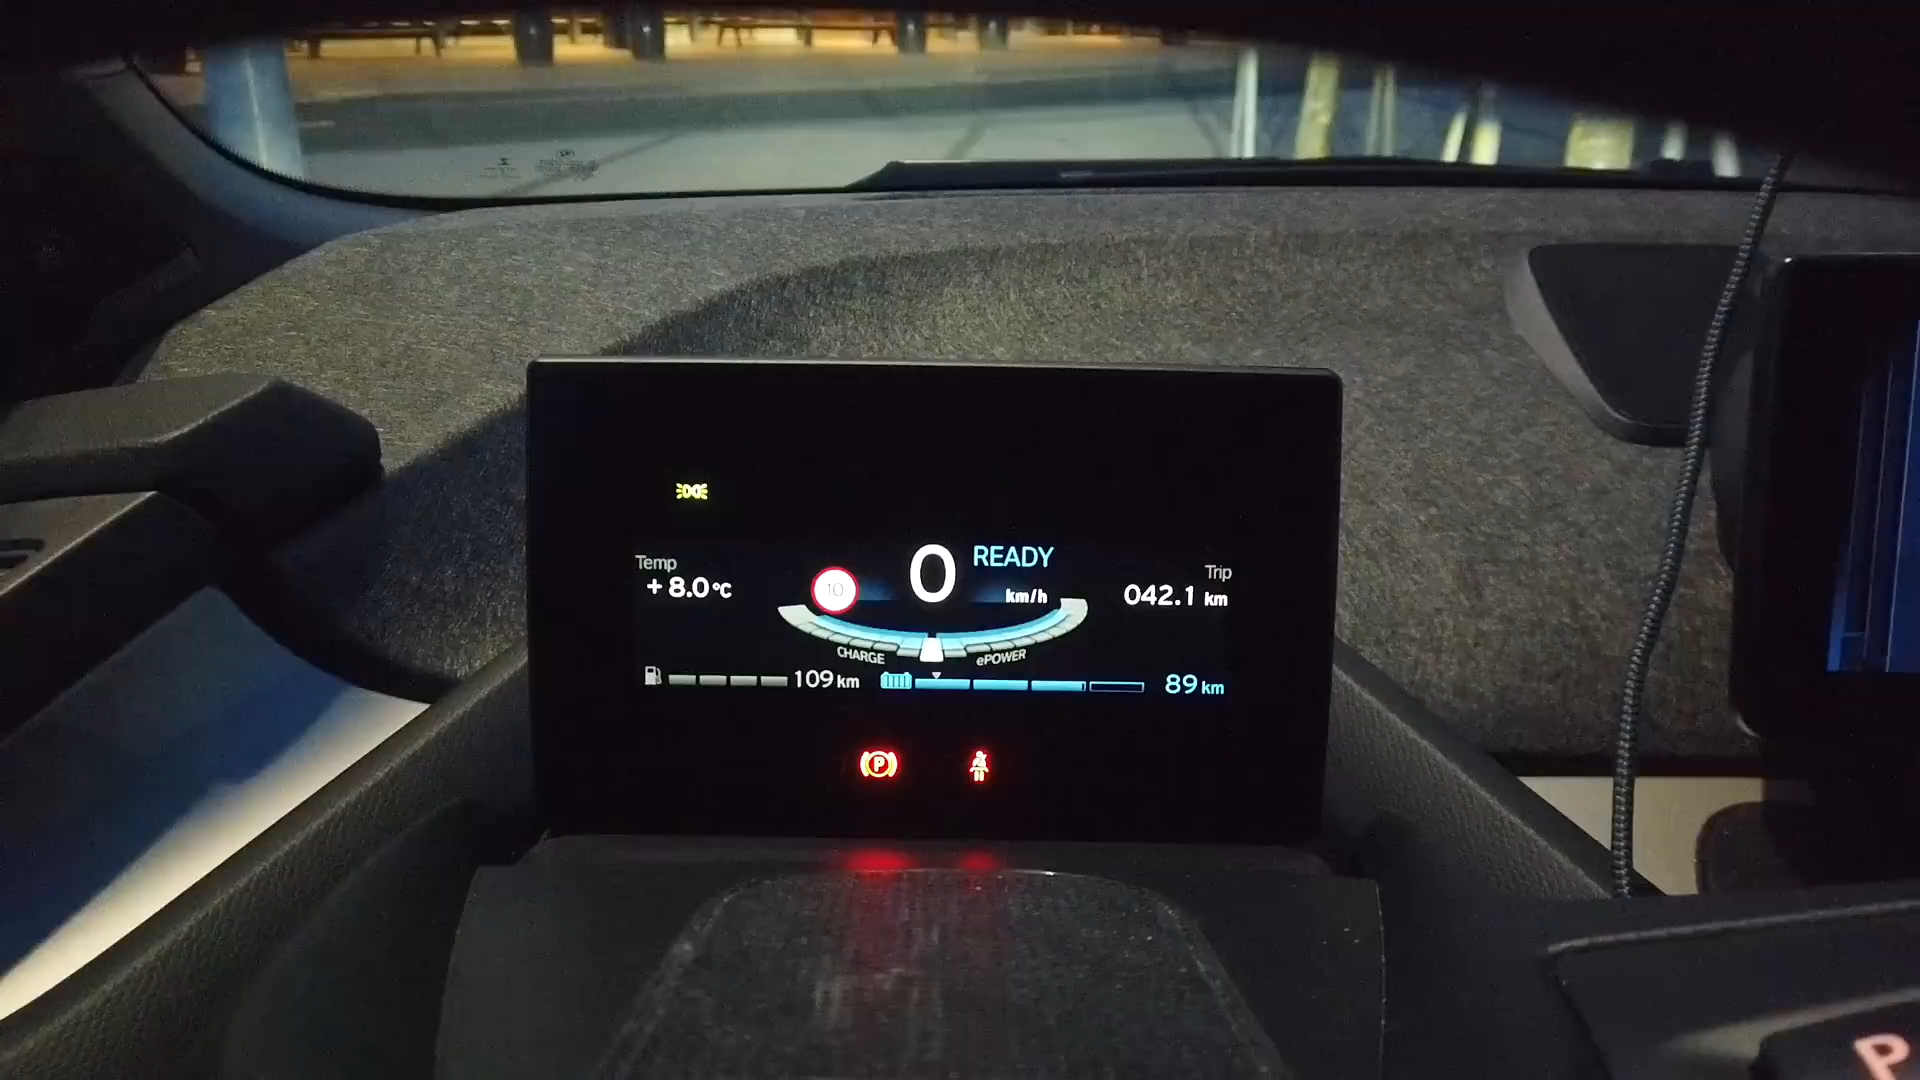 Temp
+ 8.0 °C
10
0 READY
km/h
Trip
042.1 km
CHARGE
ePOWER
109 km
89 km
P
P